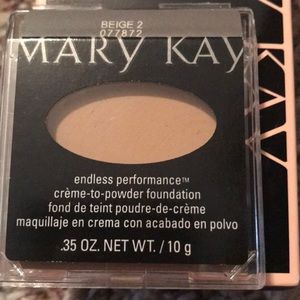 BEIGE 2
077872
MARY KAY
endless performance™
crème-to-powder foundation
fond de teint poudre-de-crème
maquillaje en crema con acabado en polvo
.35 OZ. NET WT. / 10 g
KAY